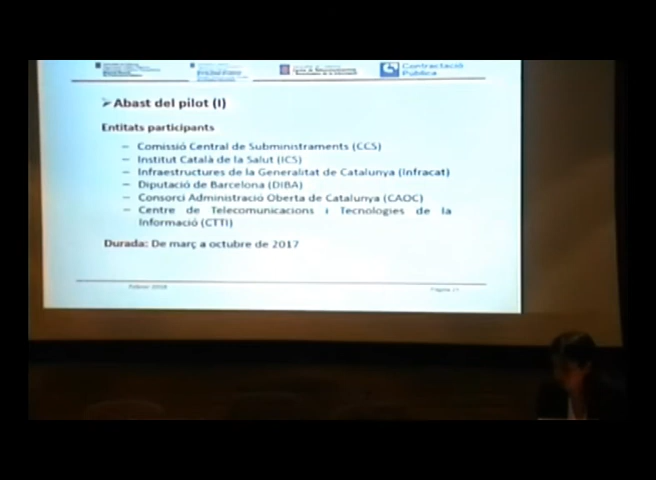 Contractació
Pública
➤ Abast del pilot (I)
Entitats participants
– Comissió Central de Subministraments (CCS)
– Institut Català de la Salut (ICS)
– Infraestructures de la Generalitat de Catalunya (Infracat)
– Diputació de Barcelona (DIBA)
– Consorci Administració Oberta de Catalunya (CAOC)
– Centre de Telecomunicacions i Tecnologies de la
Informació (CTTI)
Durada: De març a octubre de 2017